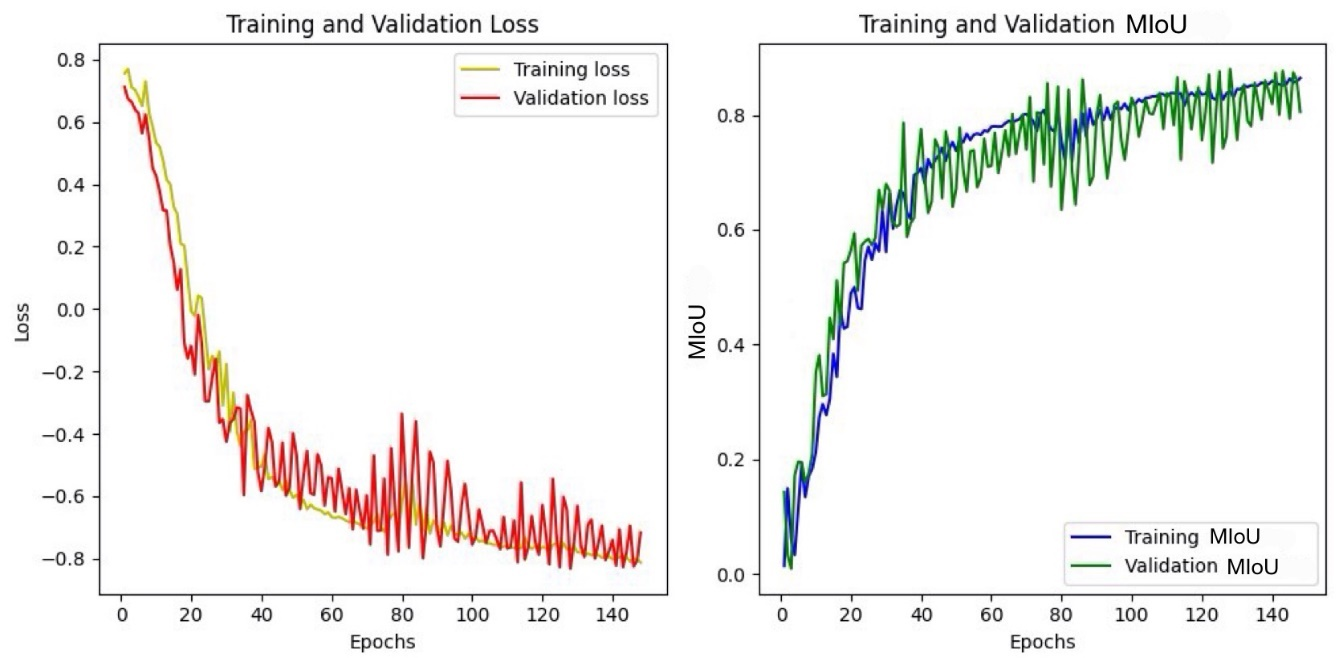 Training and Validation Loss
0.8
0.6
0.4
0.2
0.0
−0.2
−0.4
−0.6
−0.8
Loss
Training loss
Validation loss
0 20 40 60 80 100 120 140
Epochs
Training and Validation MIoU
0.8
0.6
0.4
0.2
0.0
MIoU
Training MIoU
Validation MIoU
0 20 40 60 80 100 120 140
Epochs